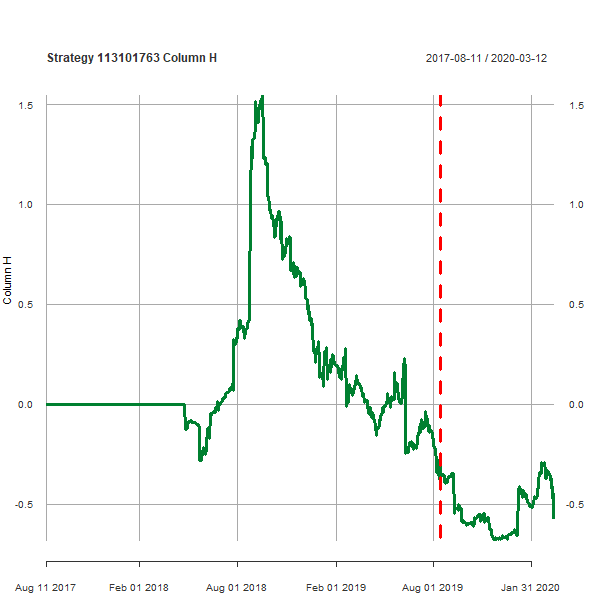 Strategy 113101763 Column H
2017-08-11 / 2020-03-12
1.5
1.5
1.0
1.0
Column H
0.5
0.5
0.0
0.0
-0.5
-0.5
Aug 11 2017
Feb 01 2018
Aug 01 2018
Feb 01 2019
Aug 01 2019
Jan 31 2020